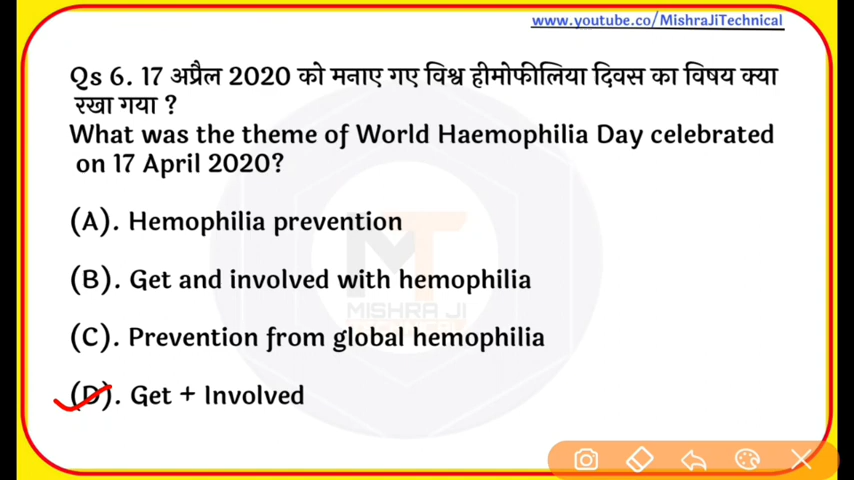 www.youtube.co/MishraJiTechnical
Qs 6. 17 अप्रैल 2020 को मनाए गए विश्व हीमोफीलिया दिवस का विषय क्या
रखा गया ?
What was the theme of World Haemophilia Day celebrated
on 17 April 2020?
(A). Hemophilia prevention
(B). Get and involved with hemophilia
MISHRA JI
(C). Prevention from global hemophilia
(D). Get + Involved